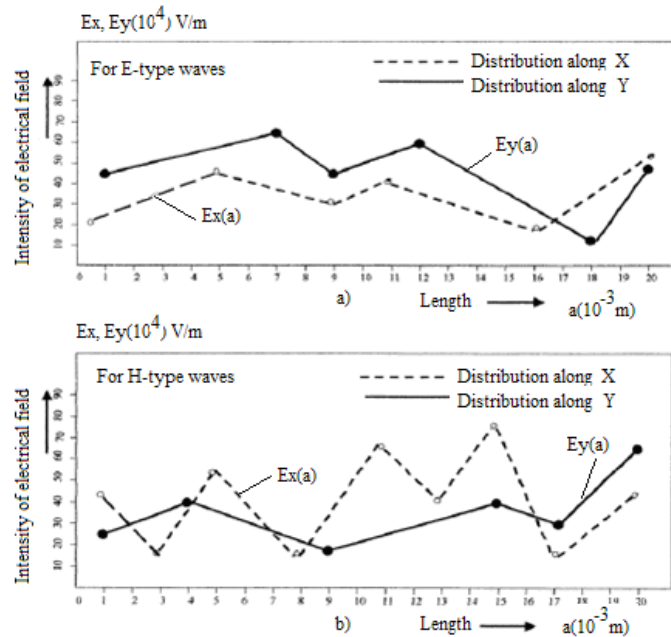 Ex, Ey(10^4) V/m
For E-type waves
Distribution along X
Distribution along Y
Intensity of electrical field
90
80
70
60
50
40
30
20
10
Ey(a)
Ex(a)
1 2 3 4 5 6 7 8 9 10 11 12 13 14 15 16 17 18 19 20
a)
Length
a(10^-3 m)
Ex, Ey(10^4) V/m
For H-type waves
Distribution along X
Distribution along Y
Intensity of electrical field
90
80
70
60
50
40
30
20
10
Ex(a)
Ey(a)
1 2 3 4 5 6 7 8 9 10 11 12 13 14 15 16 17 18 19 20
b)
Length
a(10^-3 m)